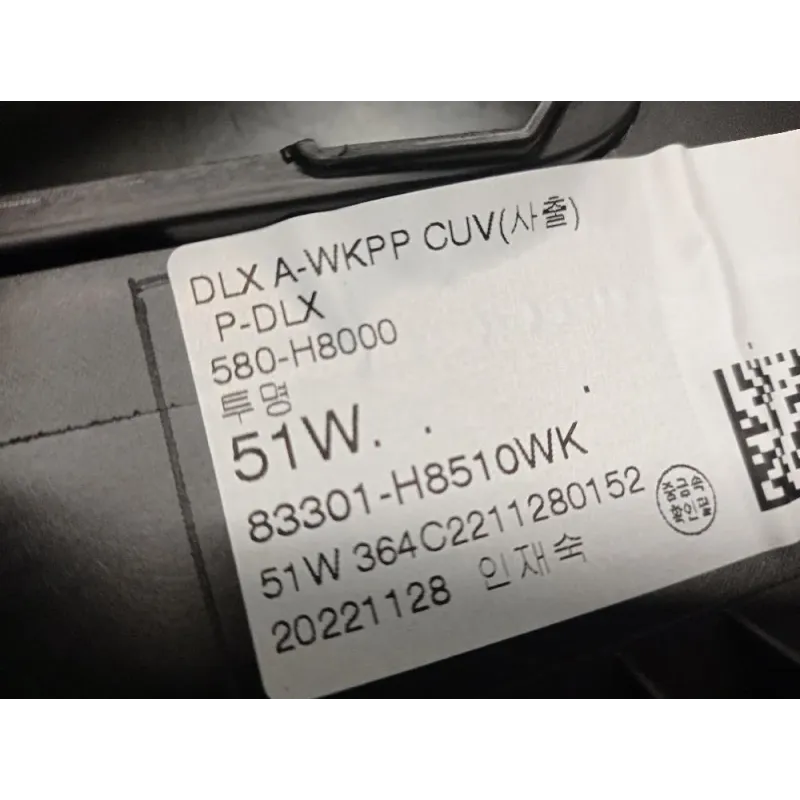 DLX A-WKPP CUV(사출)
P-DLX
580-H8000
투명
51W. . .
83301-H8510WK
51W 364C2211280152
20221128 인재숙